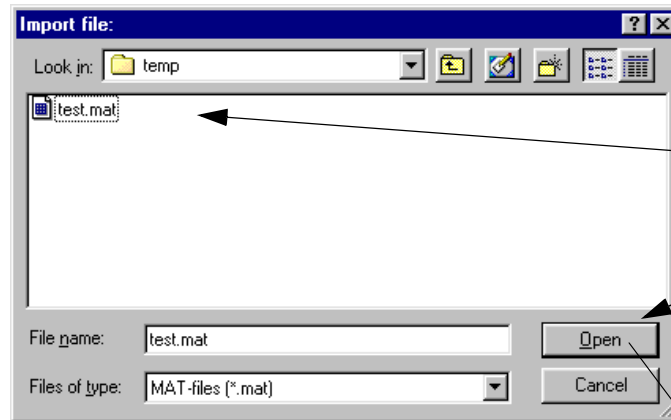 Import file:
Look in: temp
test.mat
File name: test.mat
Open
Files of type: MAT-files (*.mat)
Cancel